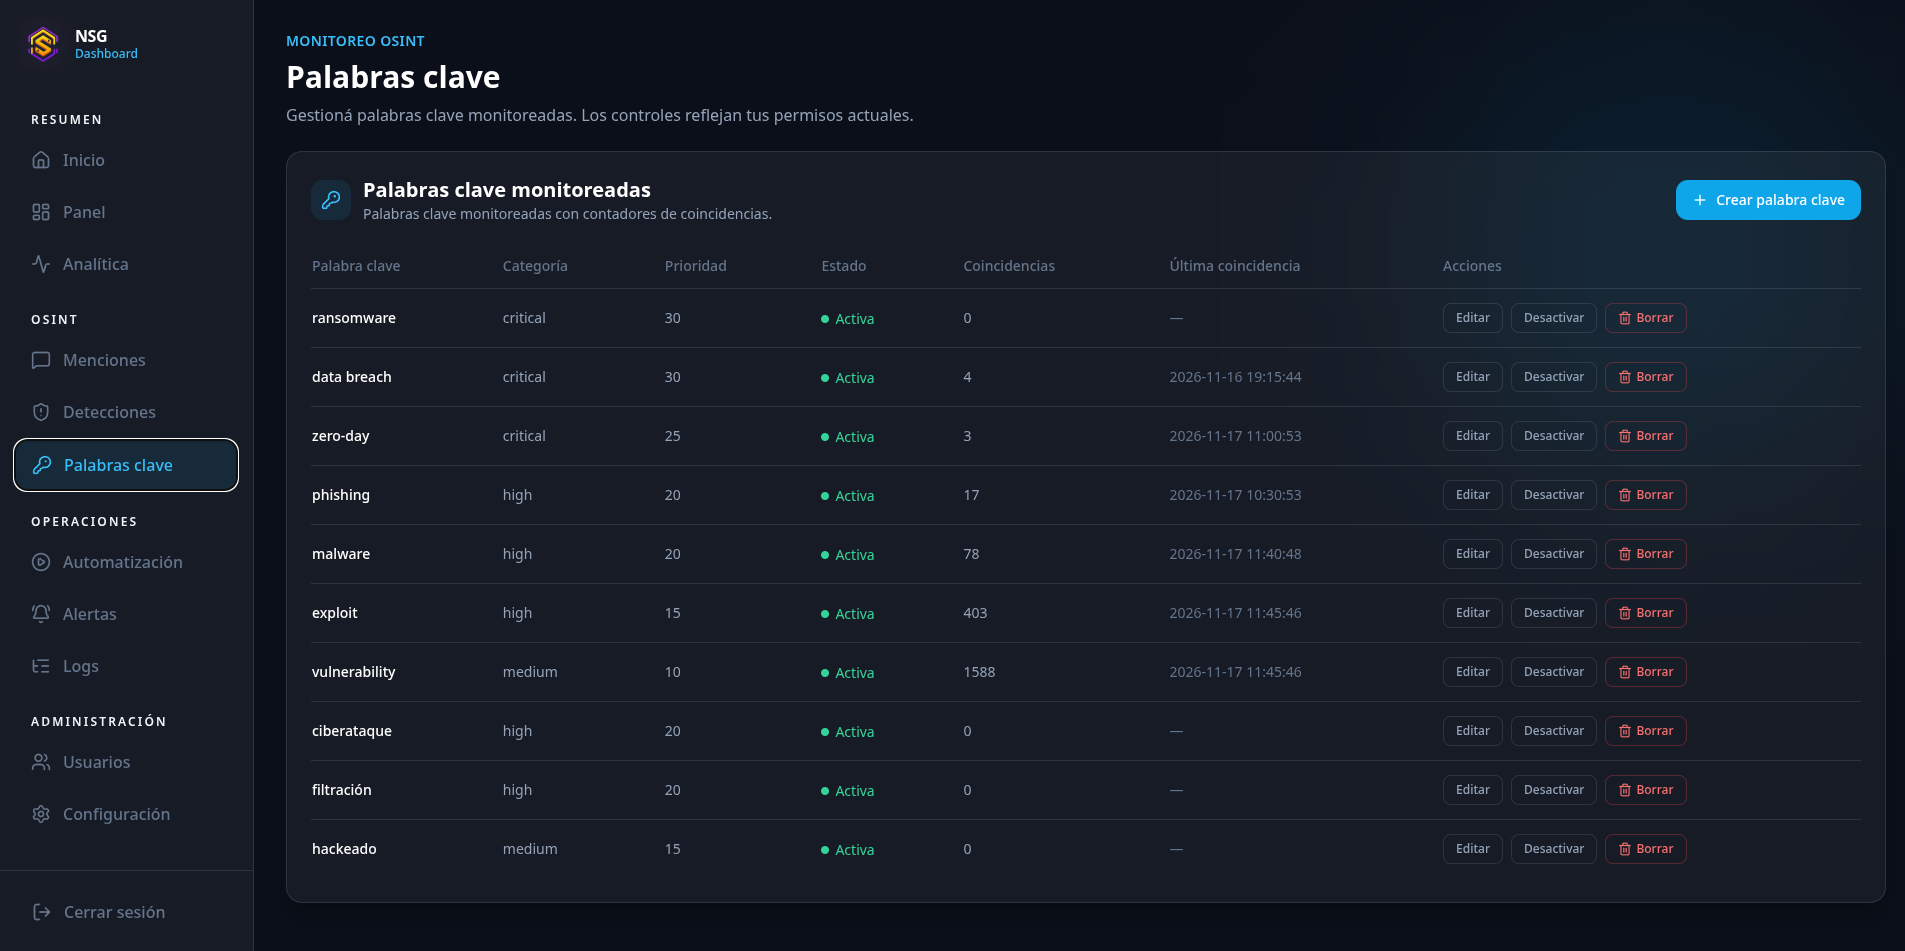 NSG
Dashboard
RESUMEN
Inicio
Panel
Analítica
OSINT
Menciones
Detecciones
Palabras clave
OPERACIONES
Automatización
Alertas
Logs
ADMINISTRACIÓN
Usuarios
Configuración
Cerrar sesión
MONITOREO OSINT
Palabras clave
Gestioná palabras clave monitoreadas. Los controles reflejan tus permisos actuales.
Palabras clave monitoreadas
Palabras clave monitoreadas con contadores de coincidencias.
+ Crear palabra clave
Palabra clave Categoría Prioridad Estado Coincidencias Última coincidencia Acciones
ransomware critical 30 Activa 0 — Editar Desactivar Borrar
data breach critical 30 Activa 4 2026-11-16 19:15:44 Editar Desactivar Borrar
zero-day critical 25 Activa 3 2026-11-17 11:00:53 Editar Desactivar Borrar
phishing high 20 Activa 17 2026-11-17 10:30:53 Editar Desactivar Borrar
malware high 20 Activa 78 2026-11-17 11:40:48 Editar Desactivar Borrar
exploit high 15 Activa 403 2026-11-17 11:45:46 Editar Desactivar Borrar
vulnerability medium 10 Activa 1588 2026-11-17 11:45:46 Editar Desactivar Borrar
ciberataque high 20 Activa 0 — Editar Desactivar Borrar
filtración high 20 Activa 0 — Editar Desactivar Borrar
hackeado medium 15 Activa 0 — Editar Desactivar Borrar